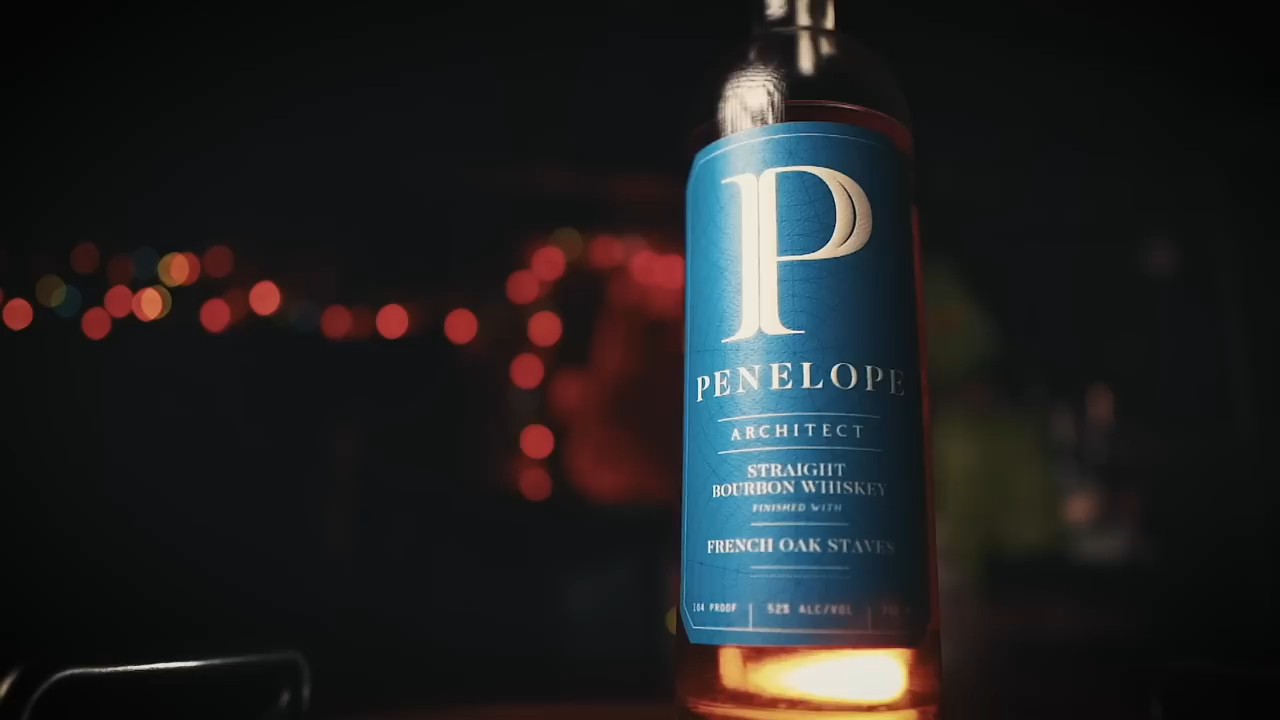 P
PENELOPE
ARCHITECT
STRAIGHT
BOURBON WHISKEY
FINISHED WITH
FRENCH OAK STAVES
104 PROOF 52% ALC/VOL